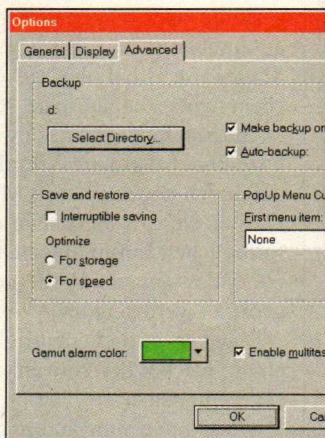 Options
General Display Advanced
Backup
d:
Select Directory...
Make backup on
Auto-backup:
Save and restore
Interruptible saving
Optimize
For storage
For speed
PopUp Menu Cu
First menu item:
None
Gamut alarm color:
Enable multitas
OK
Ca